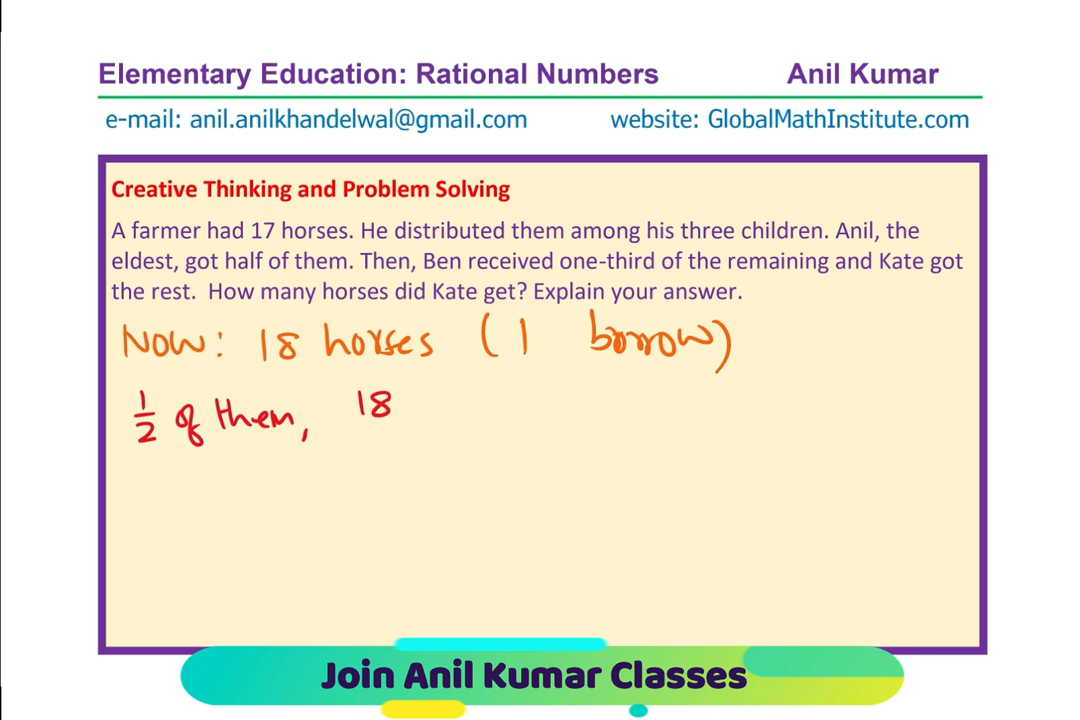 Elementary Education: Rational Numbers Anil Kumar
e-mail: anil.anilkhandelwal@gmail.com website: GlobalMathInstitute.com
Creative Thinking and Problem Solving
A farmer had 17 horses. He distributed them among his three children. Anil, the
eldest, got half of them. Then, Ben received one-third of the remaining and Kate got
the rest. How many horses did Kate get? Explain your answer.
NOW: 18 horses (1 borrow)
1/2 of them, 18
Join Anil Kumar Classes